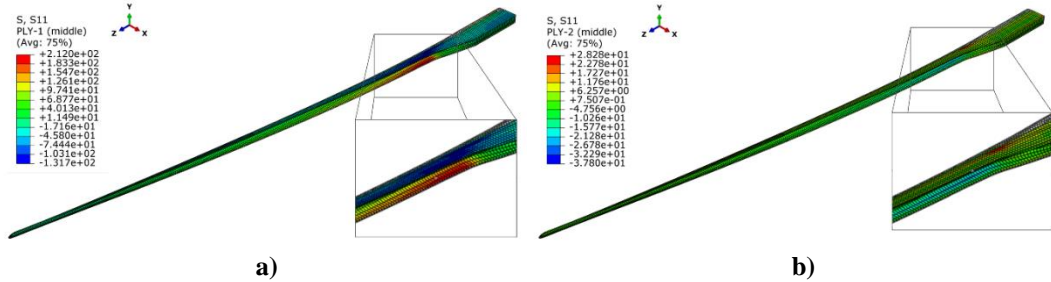 S, S11
PLY-1 (middle)
(Avg: 75%)
+2.120e+02
+1.833e+02
+1.547e+02
+1.261e+02
+9.741e+01
+6.877e+01
+4.013e+01
+1.149e+01
-1.716e+01
-4.580e+01
-7.444e+01
-1.031e+02
-1.317e+02
Y
Z X
a)
S, S11
PLY-2 (middle)
(Avg: 75%)
+2.828e+01
+2.278e+01
+1.727e+01
+1.176e+01
+6.257e+00
+7.507e-01
-4.756e+00
-1.026e+01
-1.577e+01
-2.128e+01
-2.678e+01
-3.229e+01
-3.780e+01
Y
Z X
b)